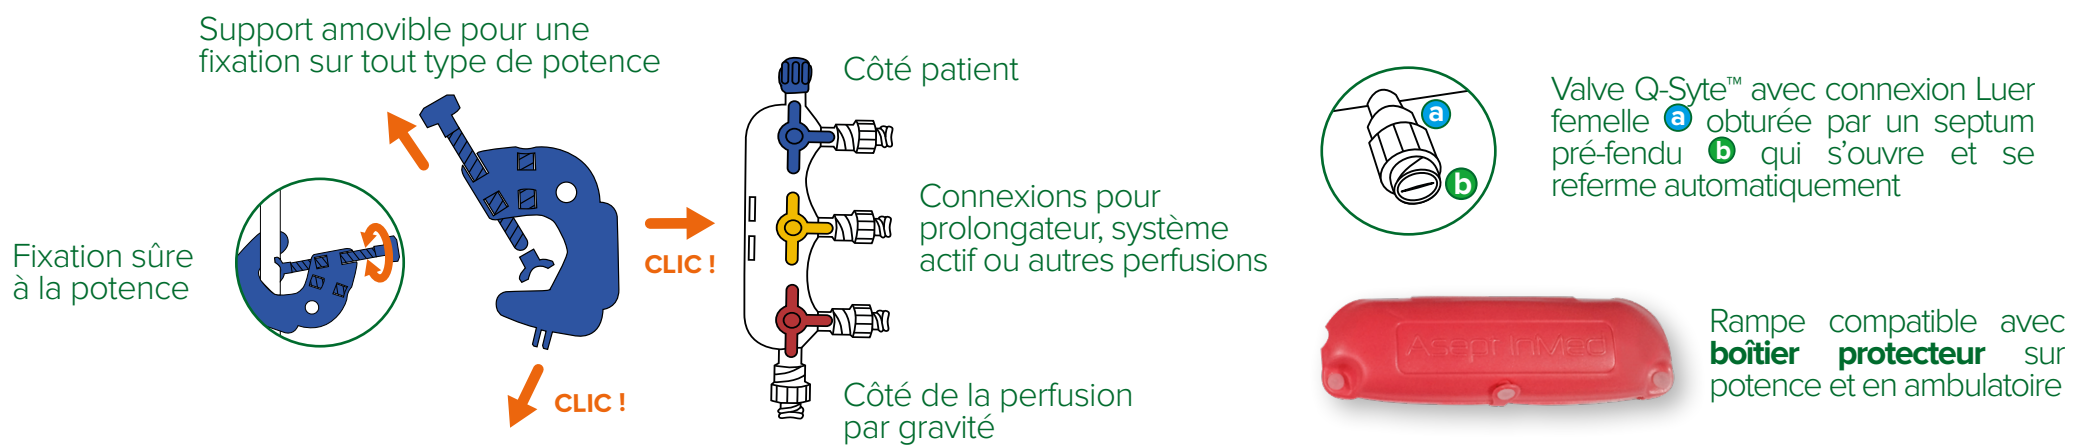 Support amovible pour une
fixation sur tout type de potence
Fixation sûre
à la potence
CLIC !
CLIC !
Côté patient
Connexions pour
prolongateur, système
actif ou autres perfusions
Côté de la perfusion
par gravité
a
b
Valve Q-Syte™ avec connexion Luer
femelle a obturée par un septum
pré-fendu b qui s’ouvre et se
referme automatiquement
Asept InMed
Rampe compatible avec
boîtier protecteur sur
potence et en ambulatoire